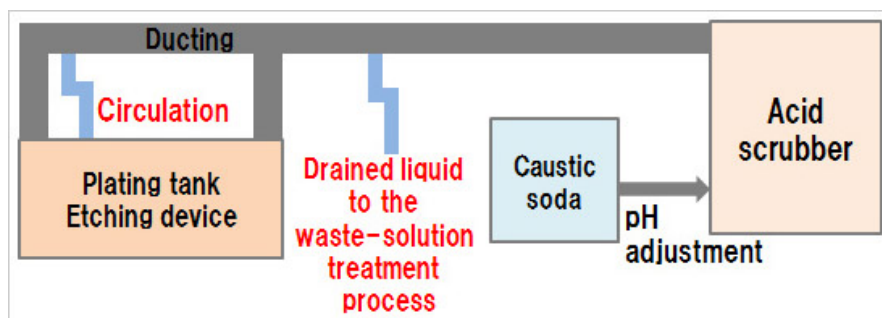 Ducting
Circulation
Plating tank
Etching device
Drained liquid
to the
waste-solution
treatment
process
Caustic
soda
pH
adjustment
Acid
scrubber